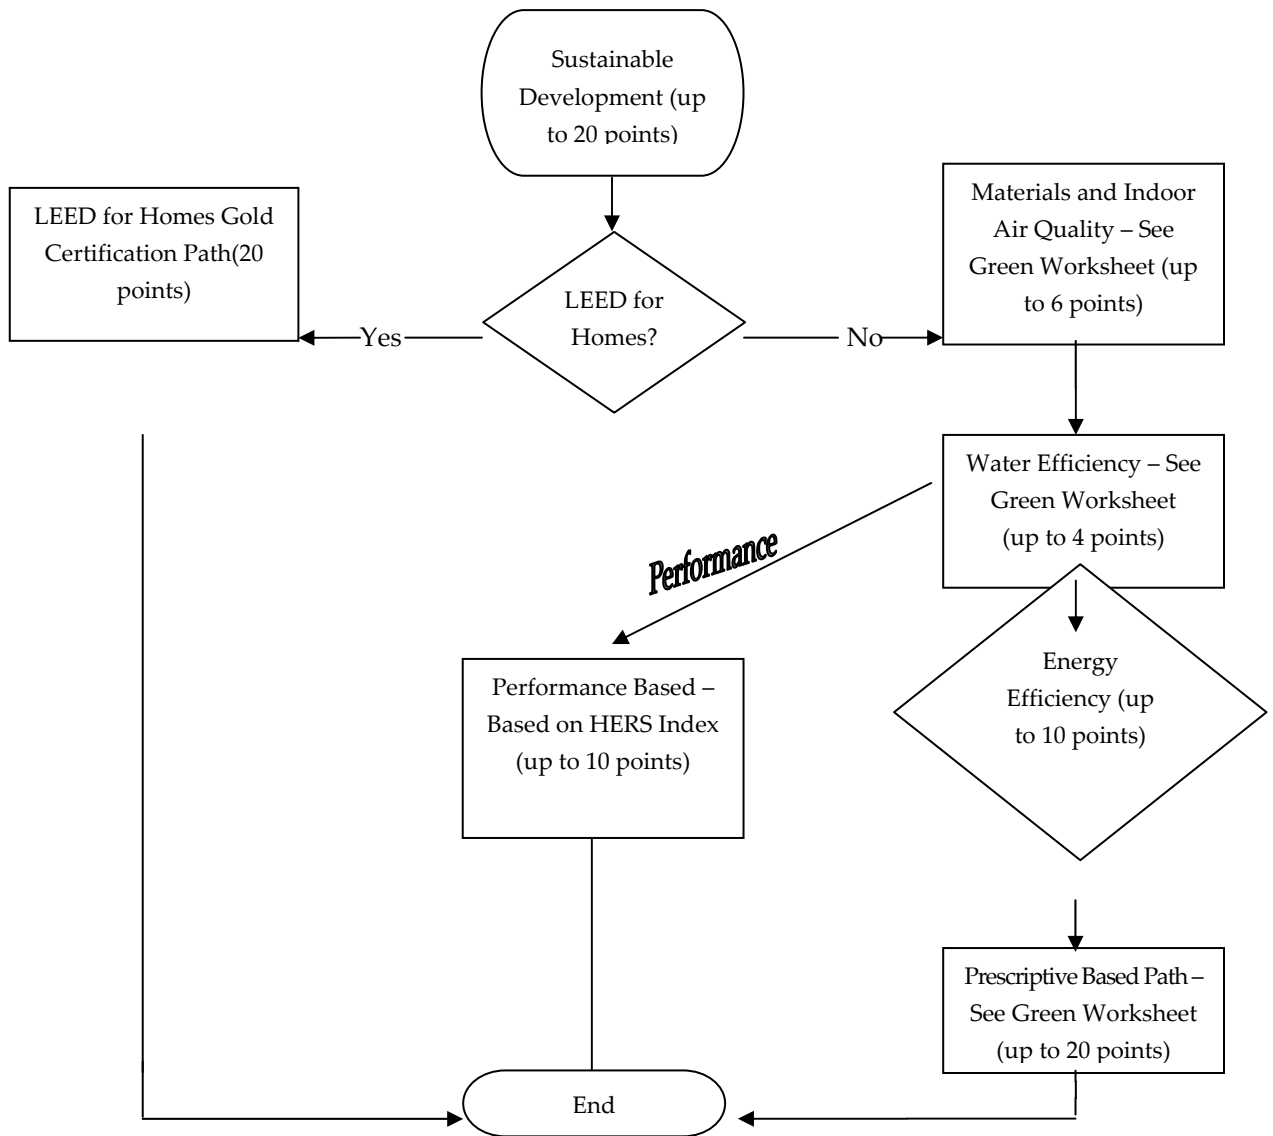 Sustainable
Development (up
to 20 points)
LEED for Homes Gold
Certification Path(20
points)
Yes
LEED for
Homes?
No
Materials and Indoor
Air Quality – See
Green Worksheet (up
to 6 points)
Water Efficiency – See
Green Worksheet
(up to 4 points)
Performance
Performance Based –
Based on HERS Index
(up to 10 points)
Energy
Efficiency (up
to 10 points)
Prescriptive Based Path –
See Green Worksheet
(up to 20 points)
End